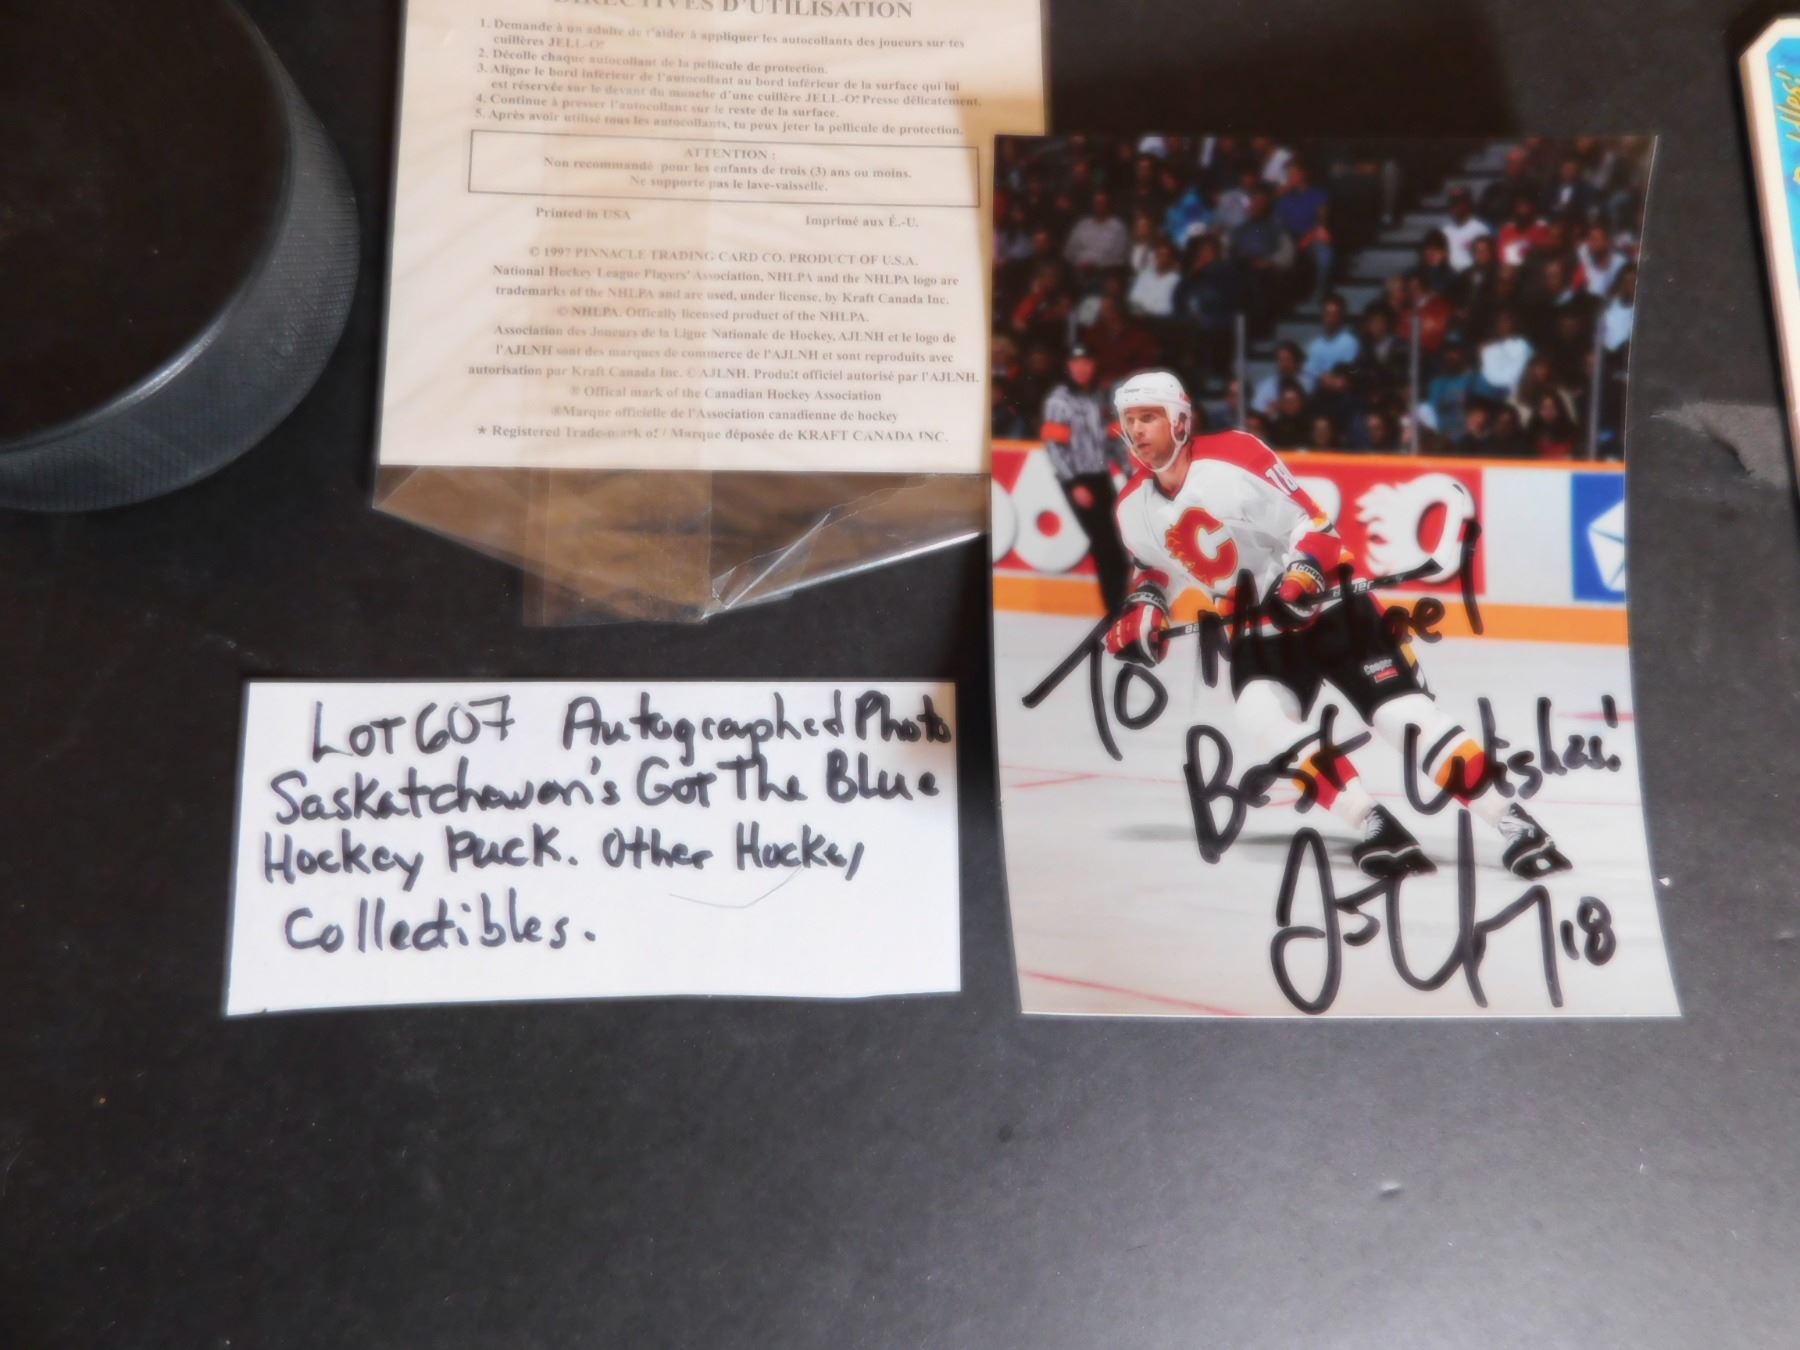 DIRECTIVES D'UTILISATION
1. Demande à un adulte de t'aider à appliquer les autocollants des joueurs sur tes
cuillères JELL-O®
2. Décolle chaque autocollant de la pellicule de protection.
3. Aligne le bord inférieur de l'autocollant au bord inférieur de la surface qui lui
est réservée sur le devant du manche d'une cuillère JELL-O® Presse délicatement.
4. Continue à presser l'autocollant sur le reste de la surface.
5. Après avoir utilisé tous les autocollants, tu peux jeter la pellicule de protection.
ATTENTION :
Non recommandé pour les enfants de trois (3) ans ou moins.
Ne supporte pas le lave-vaisselle.
Printed in USA Imprimé aux É.-U.
© 1997 PINNACLE TRADING CARD CO. PRODUCT OF U.S.A.
National Hockey League Players' Association, NHLPA and the NHLPA logo are
trademarks of the NHLPA and are used, under license, by Kraft Canada Inc.
© NHLPA. Officially licensed product of the NHLPA.
Association des Joueurs de la Ligue Nationale de Hockey, AJLNH et le logo de
l'AJLNH sont des marques de commerce de l'AJLNH et sont reproduits avec
autorisation par Kraft Canada Inc. © AJLNH. Produit officiel autorisé par l'AJLNH.
® Offical mark of the Canadian Hockey Association
®Marque officielle de l'Association canadienne de hockey
* Registered Trade-mark of / Marque déposée de KRAFT CANADA INC.
LOT 607 Autographed Photo
Saskatchewan's Got The Blue
Hockey Puck. Other Hockey
Collectibles.
18
C
Cooper
To Michael
Best Wishes!
18